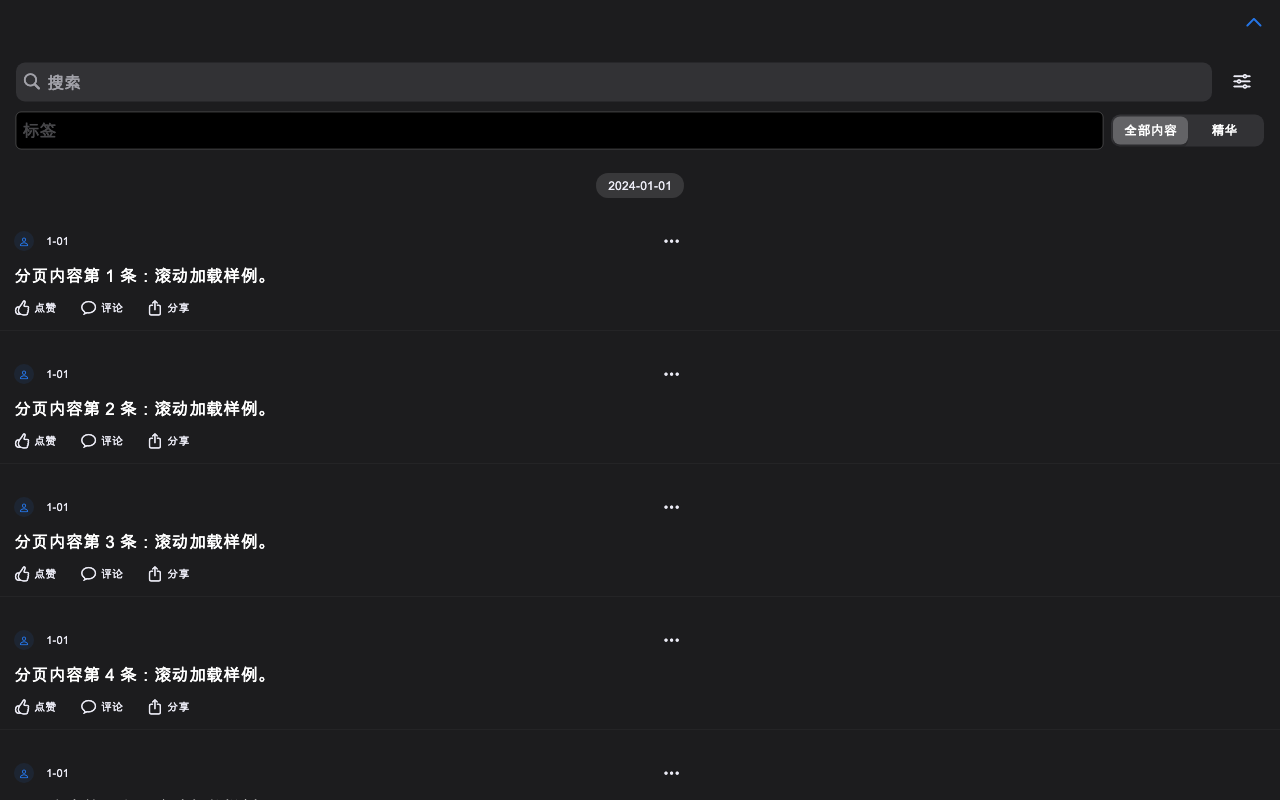 搜索
标签
全部内容 精华
2024-01-01
1-01
分页内容第 1 条：滚动加载样例。
点赞 评论 分享
1-01
分页内容第 2 条：滚动加载样例。
点赞 评论 分享
1-01
分页内容第 3 条：滚动加载样例。
点赞 评论 分享
1-01
分页内容第 4 条：滚动加载样例。
点赞 评论 分享
1-01